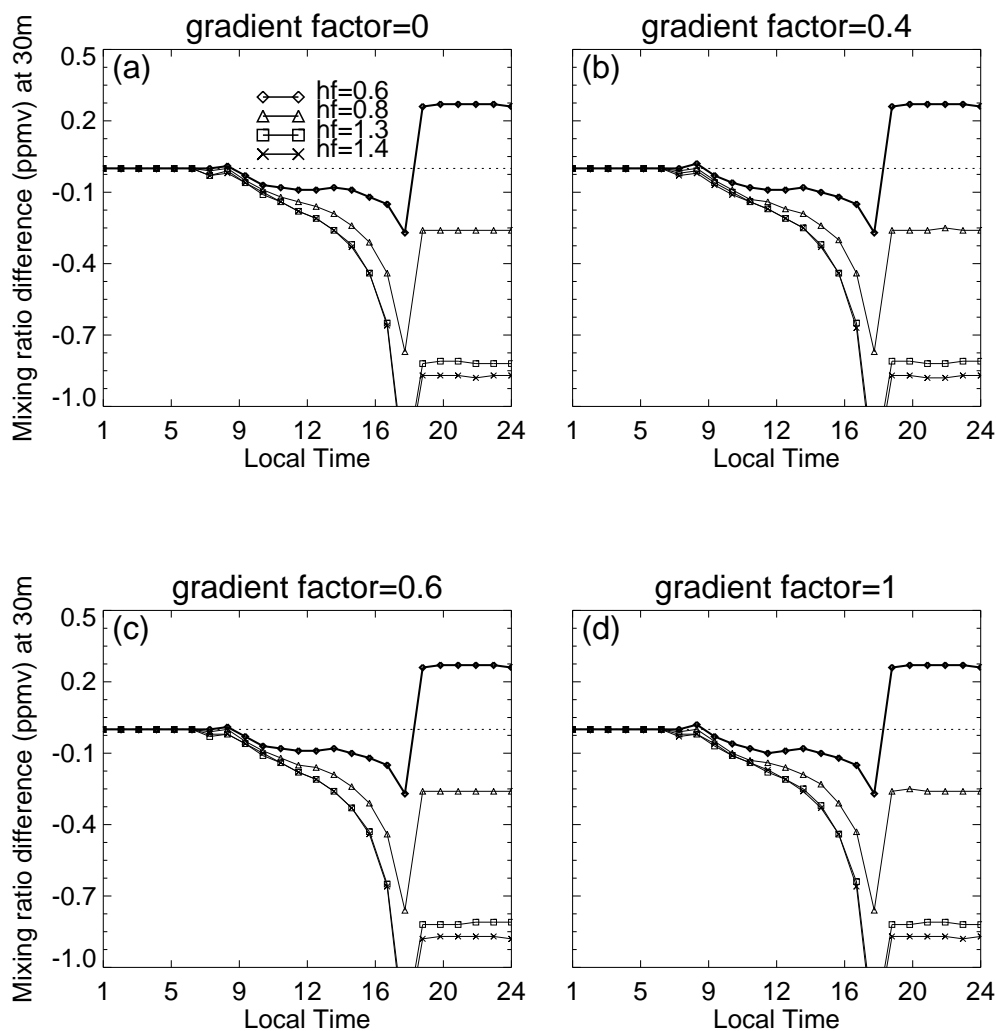 gradient factor=0
(a)
hf=0.6
hf=0.8
hf=1.3
hf=1.4
0.5
0.2
-0.1
-0.4
-0.7
-1.0
Mixing ratio difference (ppmv) at 30m
1 5 9 12 16 20 24
Local Time
gradient factor=0.4
(b)
1 5 9 12 16 20 24
Local Time
gradient factor=0.6
(c)
0.5
0.2
-0.1
-0.4
-0.7
-1.0
Mixing ratio difference (ppmv) at 30m
1 5 9 12 16 20 24
Local Time
gradient factor=1
(d)
1 5 9 12 16 20 24
Local Time